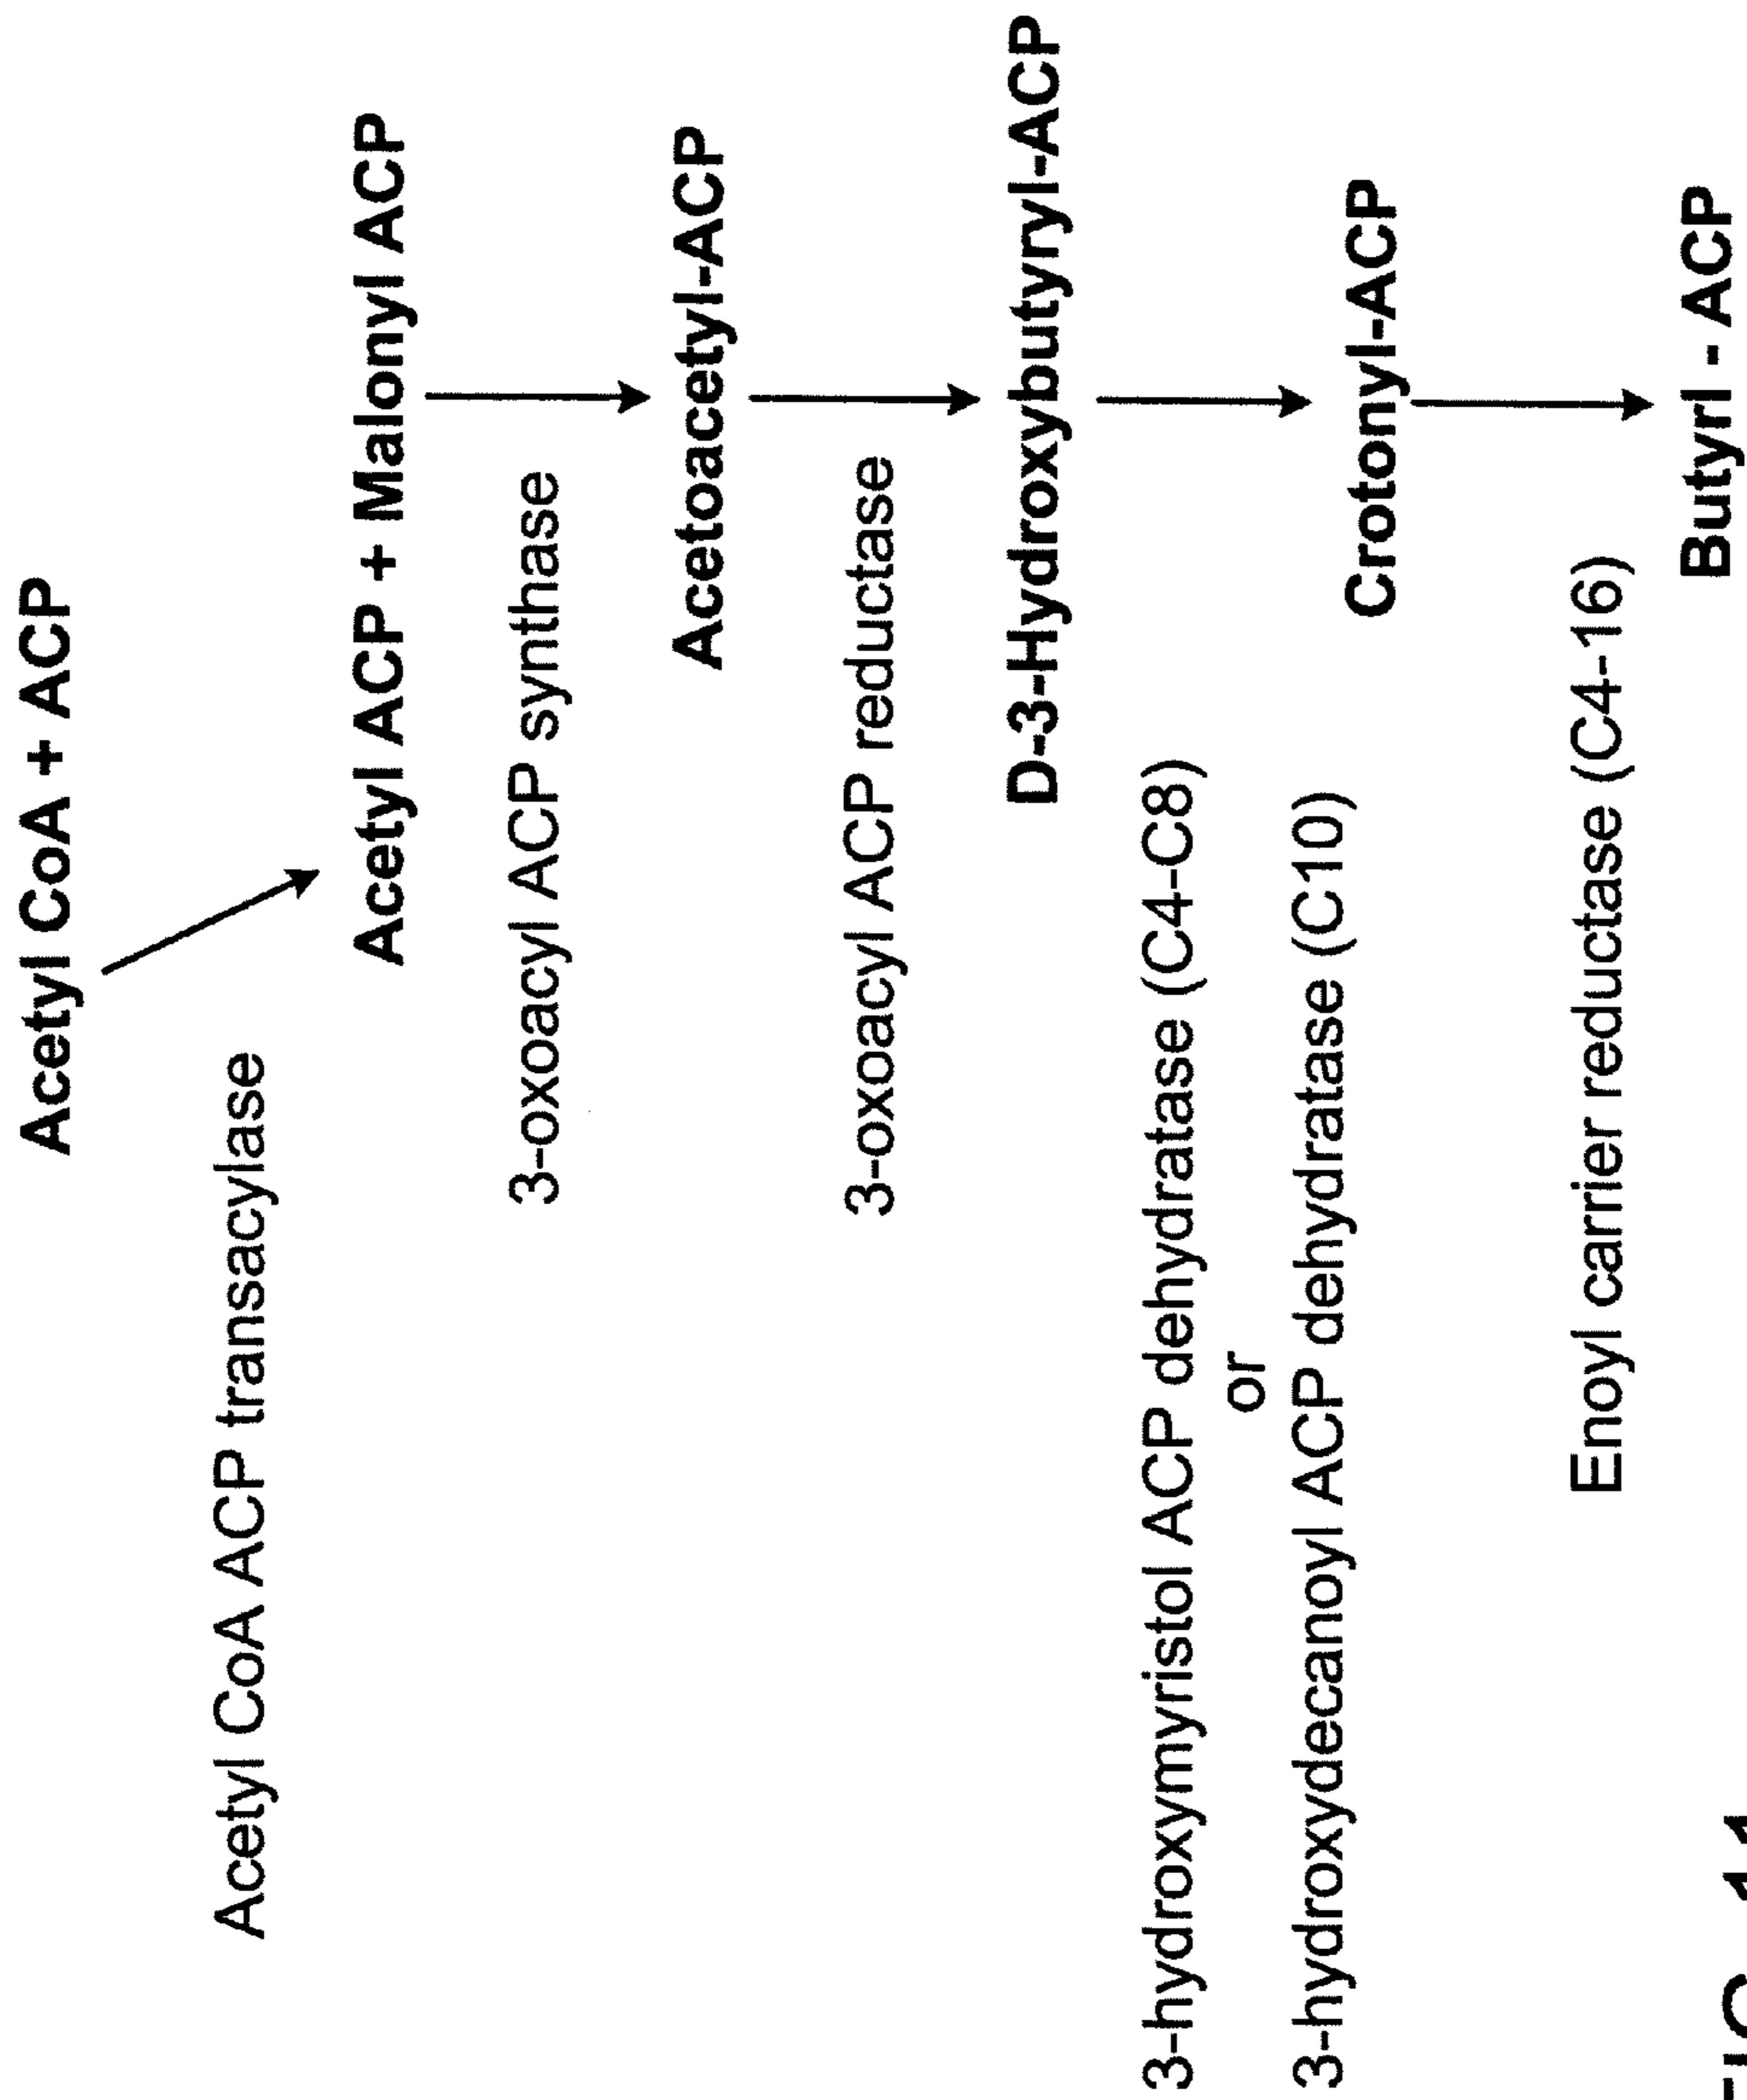 Acetyl CoA + ACP
Acetyl CoA ACP transacylase
Acetyl ACP + Malonyl ACP
3-oxoacyl ACP synthase
Acetoacetyl-ACP
3-oxoacyl ACP reductase
D-3-Hydroxybutyryl-ACP
3-hydroxymyristol ACP dehydratase (C4-C8)
or
3-hydroxydecanoyl ACP dehydratase (C10)
Crotonyl-ACP
Enoyl carrier reductase (C4-16)
Butyrl - ACP